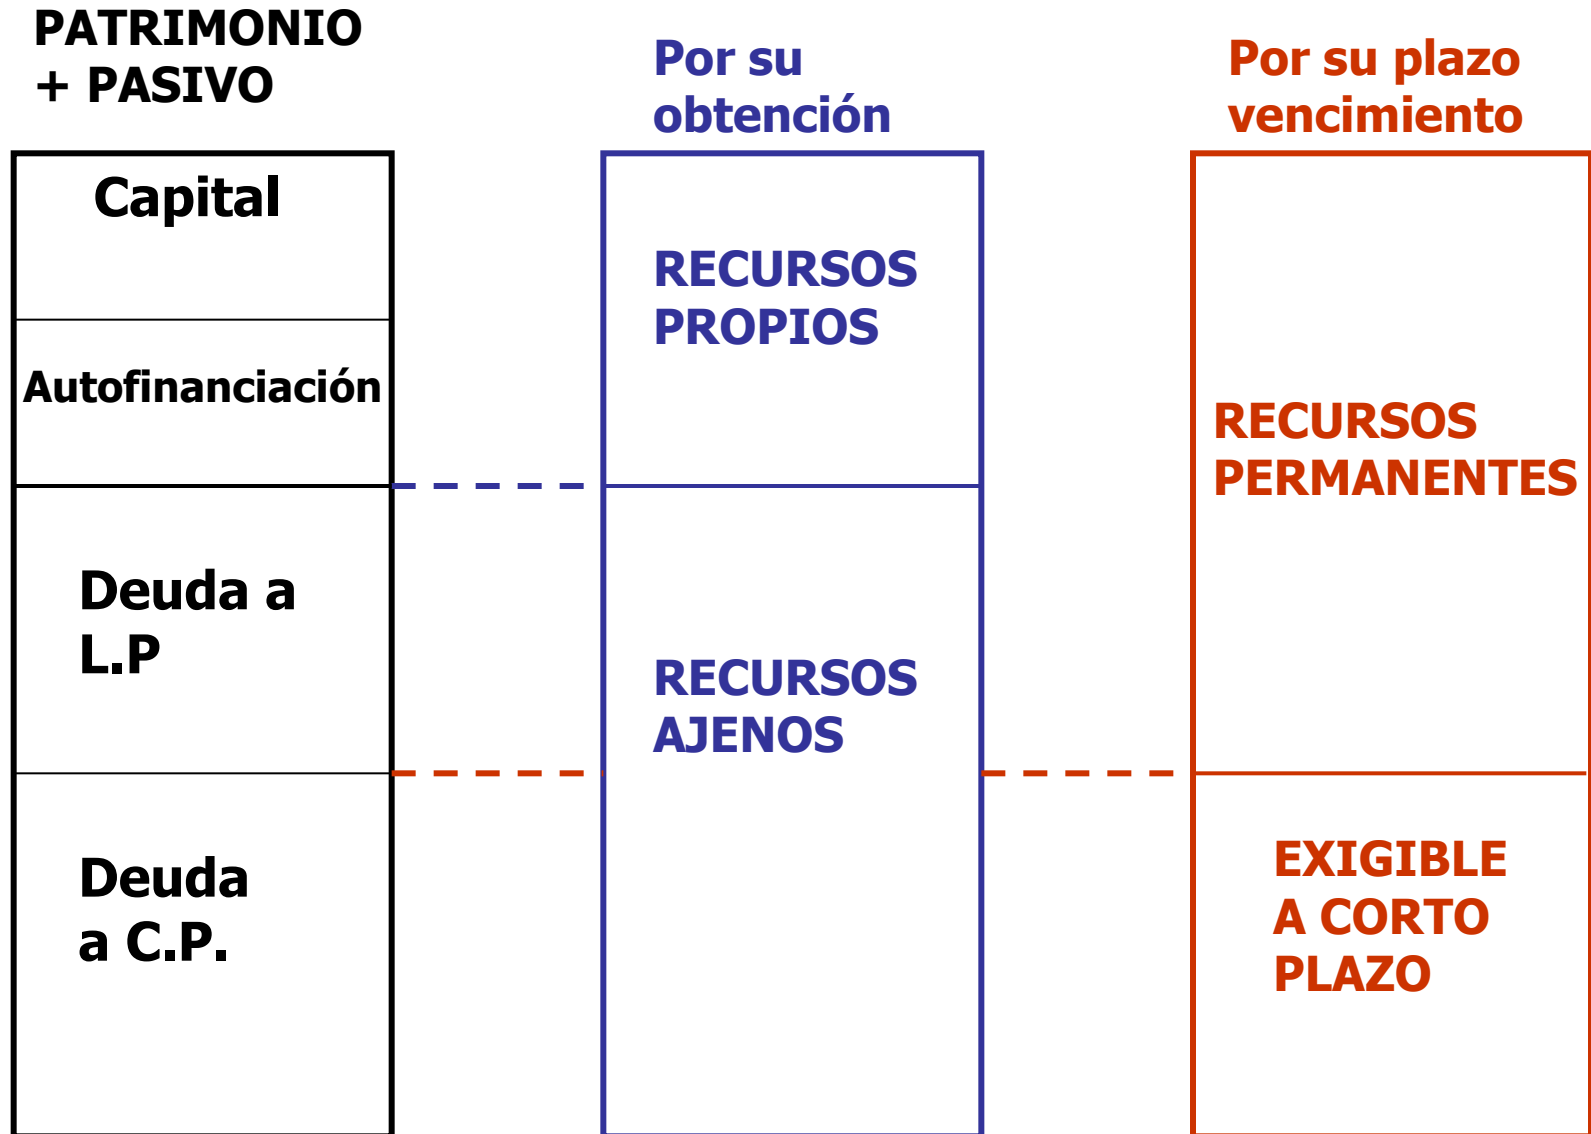 PATRIMONIO
+ PASIVO
Capital
Autofinanciación
Deuda a
L.P
Deuda
a C.P.
Por su
obtención
RECURSOS
PROPIOS
RECURSOS
AJENOS
Por su plazo
vencimiento
RECURSOS
PERMANENTES
EXIGIBLE
A CORTO
PLAZO